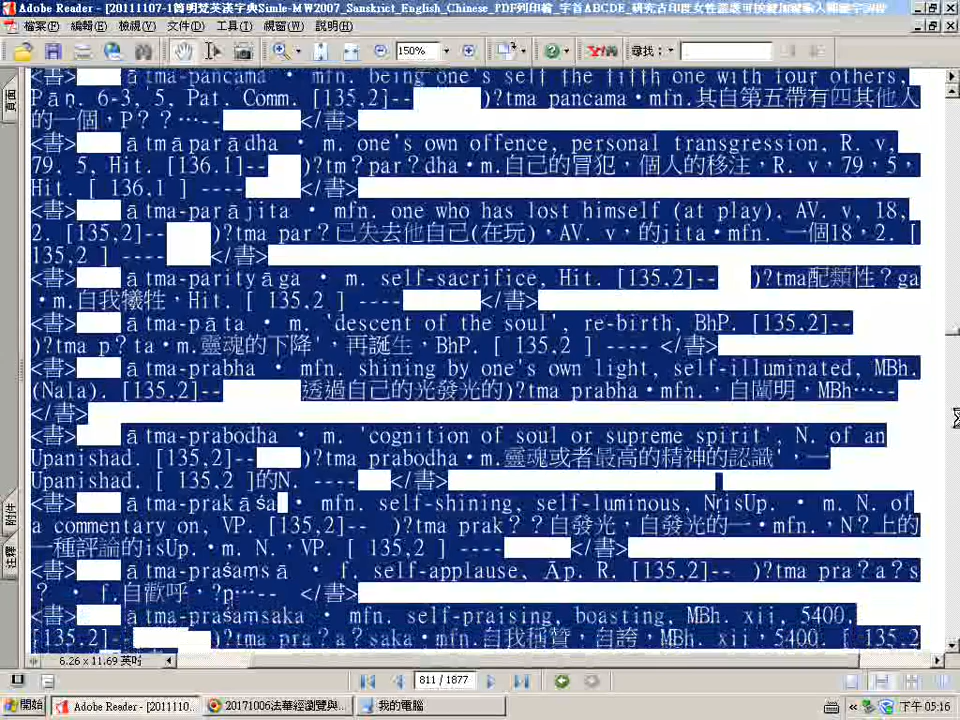 Adobe Reader - [20111107-1簡明梵英漢字典Simle-MW2007_Sanskrict_English_Chinese_PDF列印檔_字首ABCDE_研究古印度女性
檔案(F) 編輯(E) 檢視(V) 文件(D) 工具(T) 視窗(W) 說明(H)
150% 尋找：
頁面
<書> ātma-pancama • mfn. being one's self the fifth one with four others,
Pāṇ. 6-3, 5, Pat. Comm. [135,2]-- )?tma pancama•mfn.其自第五帶有四其他人
的一個，P？？…-- </書>
<書> ātmāparādha • m. one's own offence, personal transgression, R. v,
79, 5, Hit. [136.1]-- )?tm？par？dha•m.自己的冒犯，個人的移注，R. v，79，5，
Hit. [ 136.1 ] ---- </書>
<書> ātma-parājita • mfn. one who has lost himself (at play), AV. v, 18,
2. [135,2]-- )?tma par？已失去他自己(在玩)，AV. v，的jita•mfn. 一個18，2. [
135,2 ] ---- </書>
<書> ātma-parityāga • m. self-sacrifice, Hit. [135,2]-- )?tma配類性？ga
•m.自我犧牲，Hit. [ 135,2 ] ---- </書>
<書> ātma-pāta • m. 'descent of the soul', re-birth, BhP. [135,2]--
)?tma p？ta•m.靈魂的下降'，再誕生，BhP. [ 135,2 ] ---- </書>
<書> ātma-prabha • mfn. shining by one's own light, self-illuminated, MBh.
(Nala). [135,2]-- 透過自己的光發光的)?tma prabha•mfn.，自闡明，MBh…--
</書>
<書> ātma-prabodha • m. 'cognition of soul or supreme spirit', N. of an
Upanishad. [135,2]-- )?tma prabodha•m.靈魂或者最高的精神的認識'，一
Upanishad. [ 135,2 ]的N. ---- </書>
<書> ātma-prakāśa • mfn. self-shining, self-luminous, NṛisUp. • m. N. of
a commentary on, VP. [135,2]-- )?tma prak？？自發光，自發光的一•mfn.，N？上的
一種評論的isUp.•m. N.，VP. [ 135,2 ] ---- </書>
<書> ātma-praśaṃsā • f. self-applause, Āp. R. [135,2]-- )?tma pra？a？s
？ • f.自歡呼，?p…-- </書>
<書> ātma-praśaṃsaka • mfn. self-praising, boasting, MBh. xii, 5400.
[135,2]-- )?tma pra？a？saka•mfn.自我稱贊，自誇，MBh. xii，5400. [ 135,2
附件
注釋
6.26 x 11.69 英吋
811 / 1877
開始 Adobe Reader - [2011110... 20171006法華經瀏覽與... 我的電腦 下午 05:16